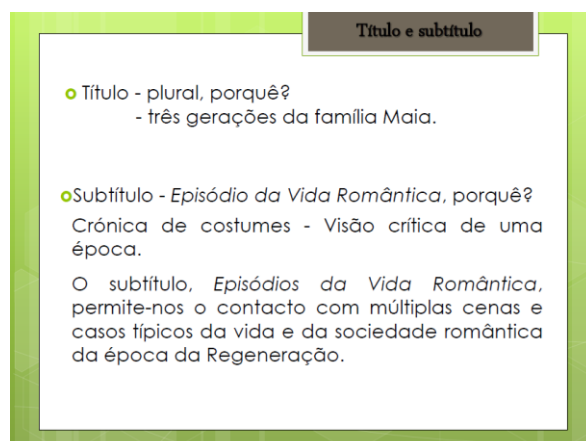 Título e subtítulo
Título - plural, porquê?
- três gerações da família Maia.
Subtítulo - Episódio da Vida Romântica, porquê?
Crónica de costumes - Visão crítica de uma
época.
O subtítulo, Episódios da Vida Romântica,
permite-nos o contacto com múltiplas cenas e
casos típicos da vida e da sociedade romântica
da época da Regeneração.